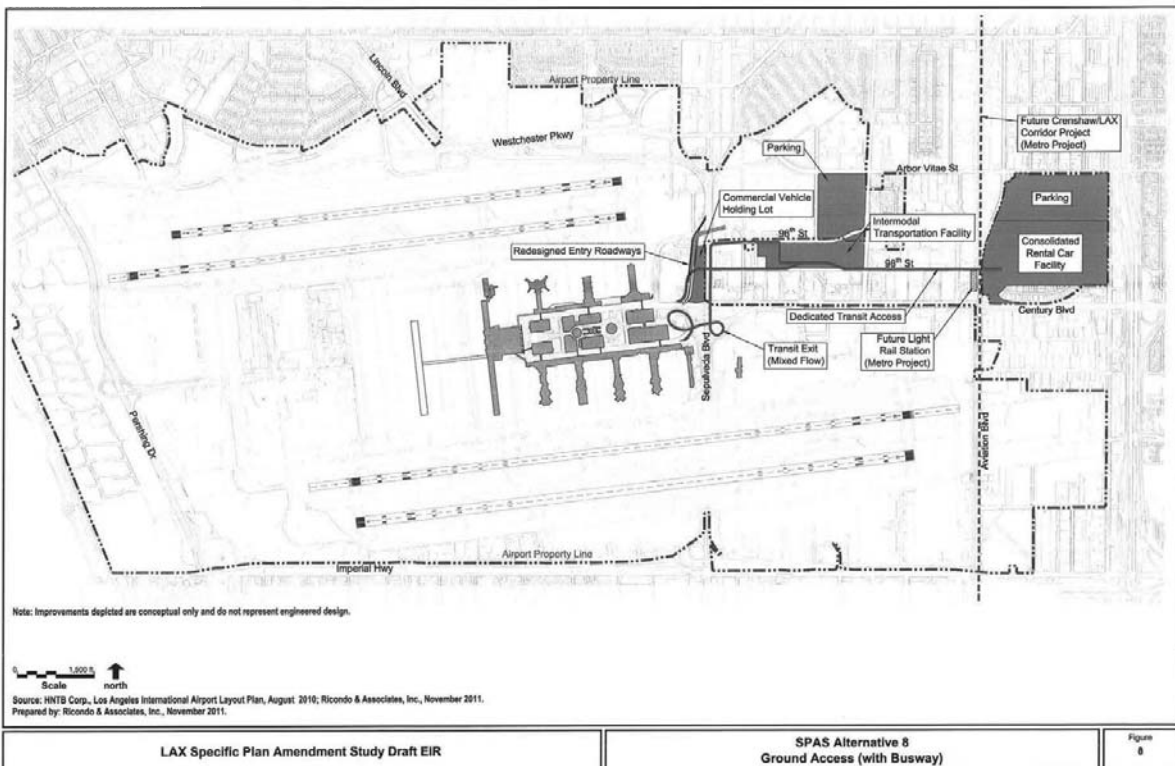 Lincoln Blvd
Airport Property Line
Westchester Pkwy
Future Crenshaw/LAX
Corridor Project
(Metro Project)
Parking
Arbor Vitae St
Commercial Vehicle
Holding Lot
Parking
Intermodal
Transportation Facility
Redesigned Entry Roadways
96th St
98th St
Consolidated
Rental Car
Facility
Dedicated Transit Access
Century Blvd
Future Light
Rail Station
(Metro Project)
Transit Exit
(Mixed Flow)
Sepulveda Blvd
Pershing Dr
Aviation Blvd
Airport Property Line
Imperial Hwy
Note: Improvements depicted are conceptual only and do not represent engineered design.
0 1,500 ft.
Scale north
Source: HNTB Corp., Los Angeles International Airport Layout Plan, August 2010; Ricondo & Associates, Inc., November 2011.
Prepared by: Ricondo & Associates, Inc., November 2011.
LAX Specific Plan Amendment Study Draft EIR
SPAS Alternative 8
Ground Access (with Busway)
Figure